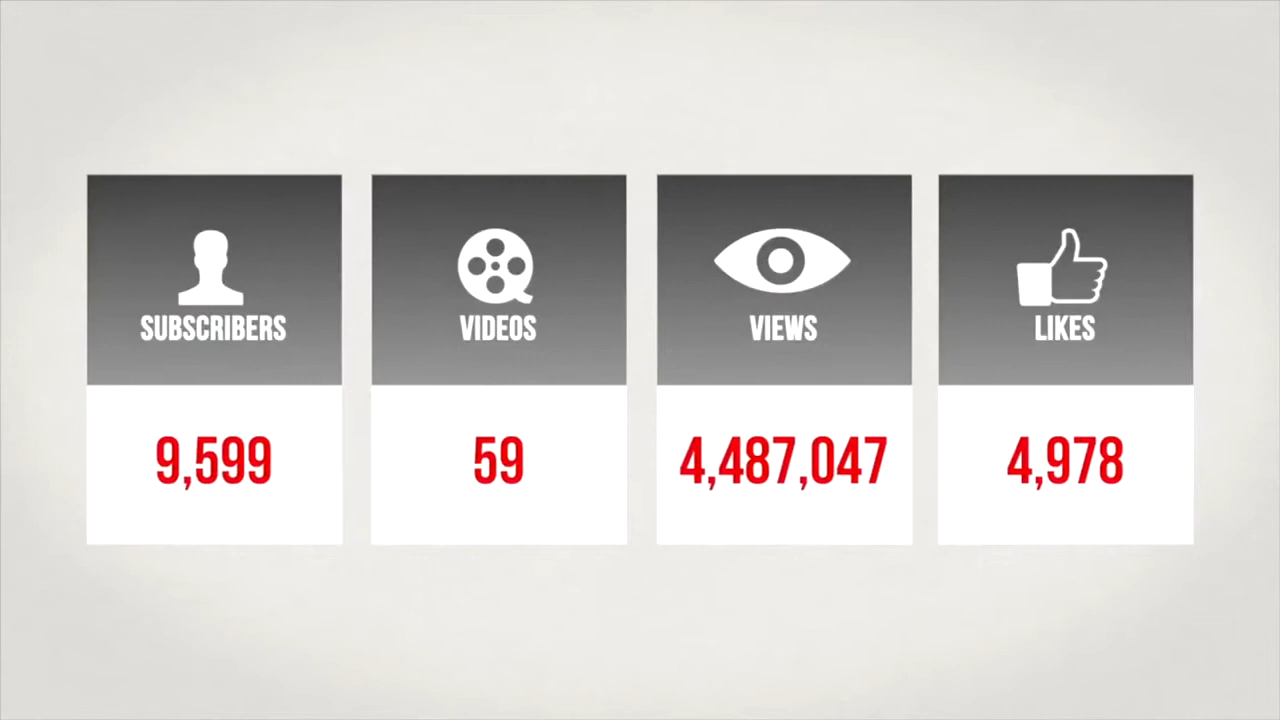 SUBSCRIBERS
9,599
VIDEOS
59
VIEWS
4,487,047
LIKES
4,978